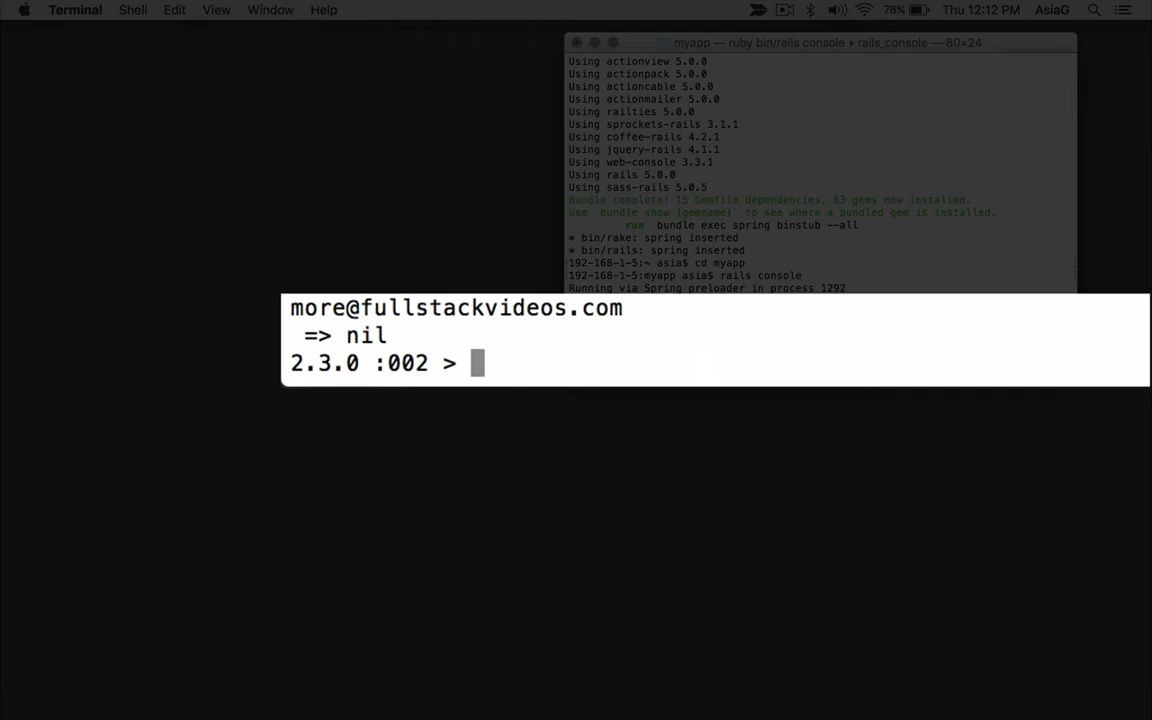 Terminal Shell Edit View Window Help 78% Thu 12:12 PM AsiaG
myapp — ruby bin/rails console ▸ rails_console — 80×24
Using actionview 5.0.0
Using actionpack 5.0.0
Using actioncable 5.0.0
Using actionmailer 5.0.0
Using railties 5.0.0
Using sprockets-rails 3.1.1
Using coffee-rails 4.2.1
Using jquery-rails 4.1.1
Using web-console 3.3.1
Using rails 5.0.0
Using sass-rails 5.0.5
Bundle complete! 15 Gemfile dependencies, 63 gems now installed.
Use `bundle show [gemname]` to see where a bundled gem is installed.
run bundle exec spring binstub --all
* bin/rake: spring inserted
* bin/rails: spring inserted
192-168-1-5:~ asia$ cd myapp
192-168-1-5:myapp asia$ rails console
Running via Spring preloader in process 1292
more@fullstackvideos.com
=> nil
2.3.0 :002 >